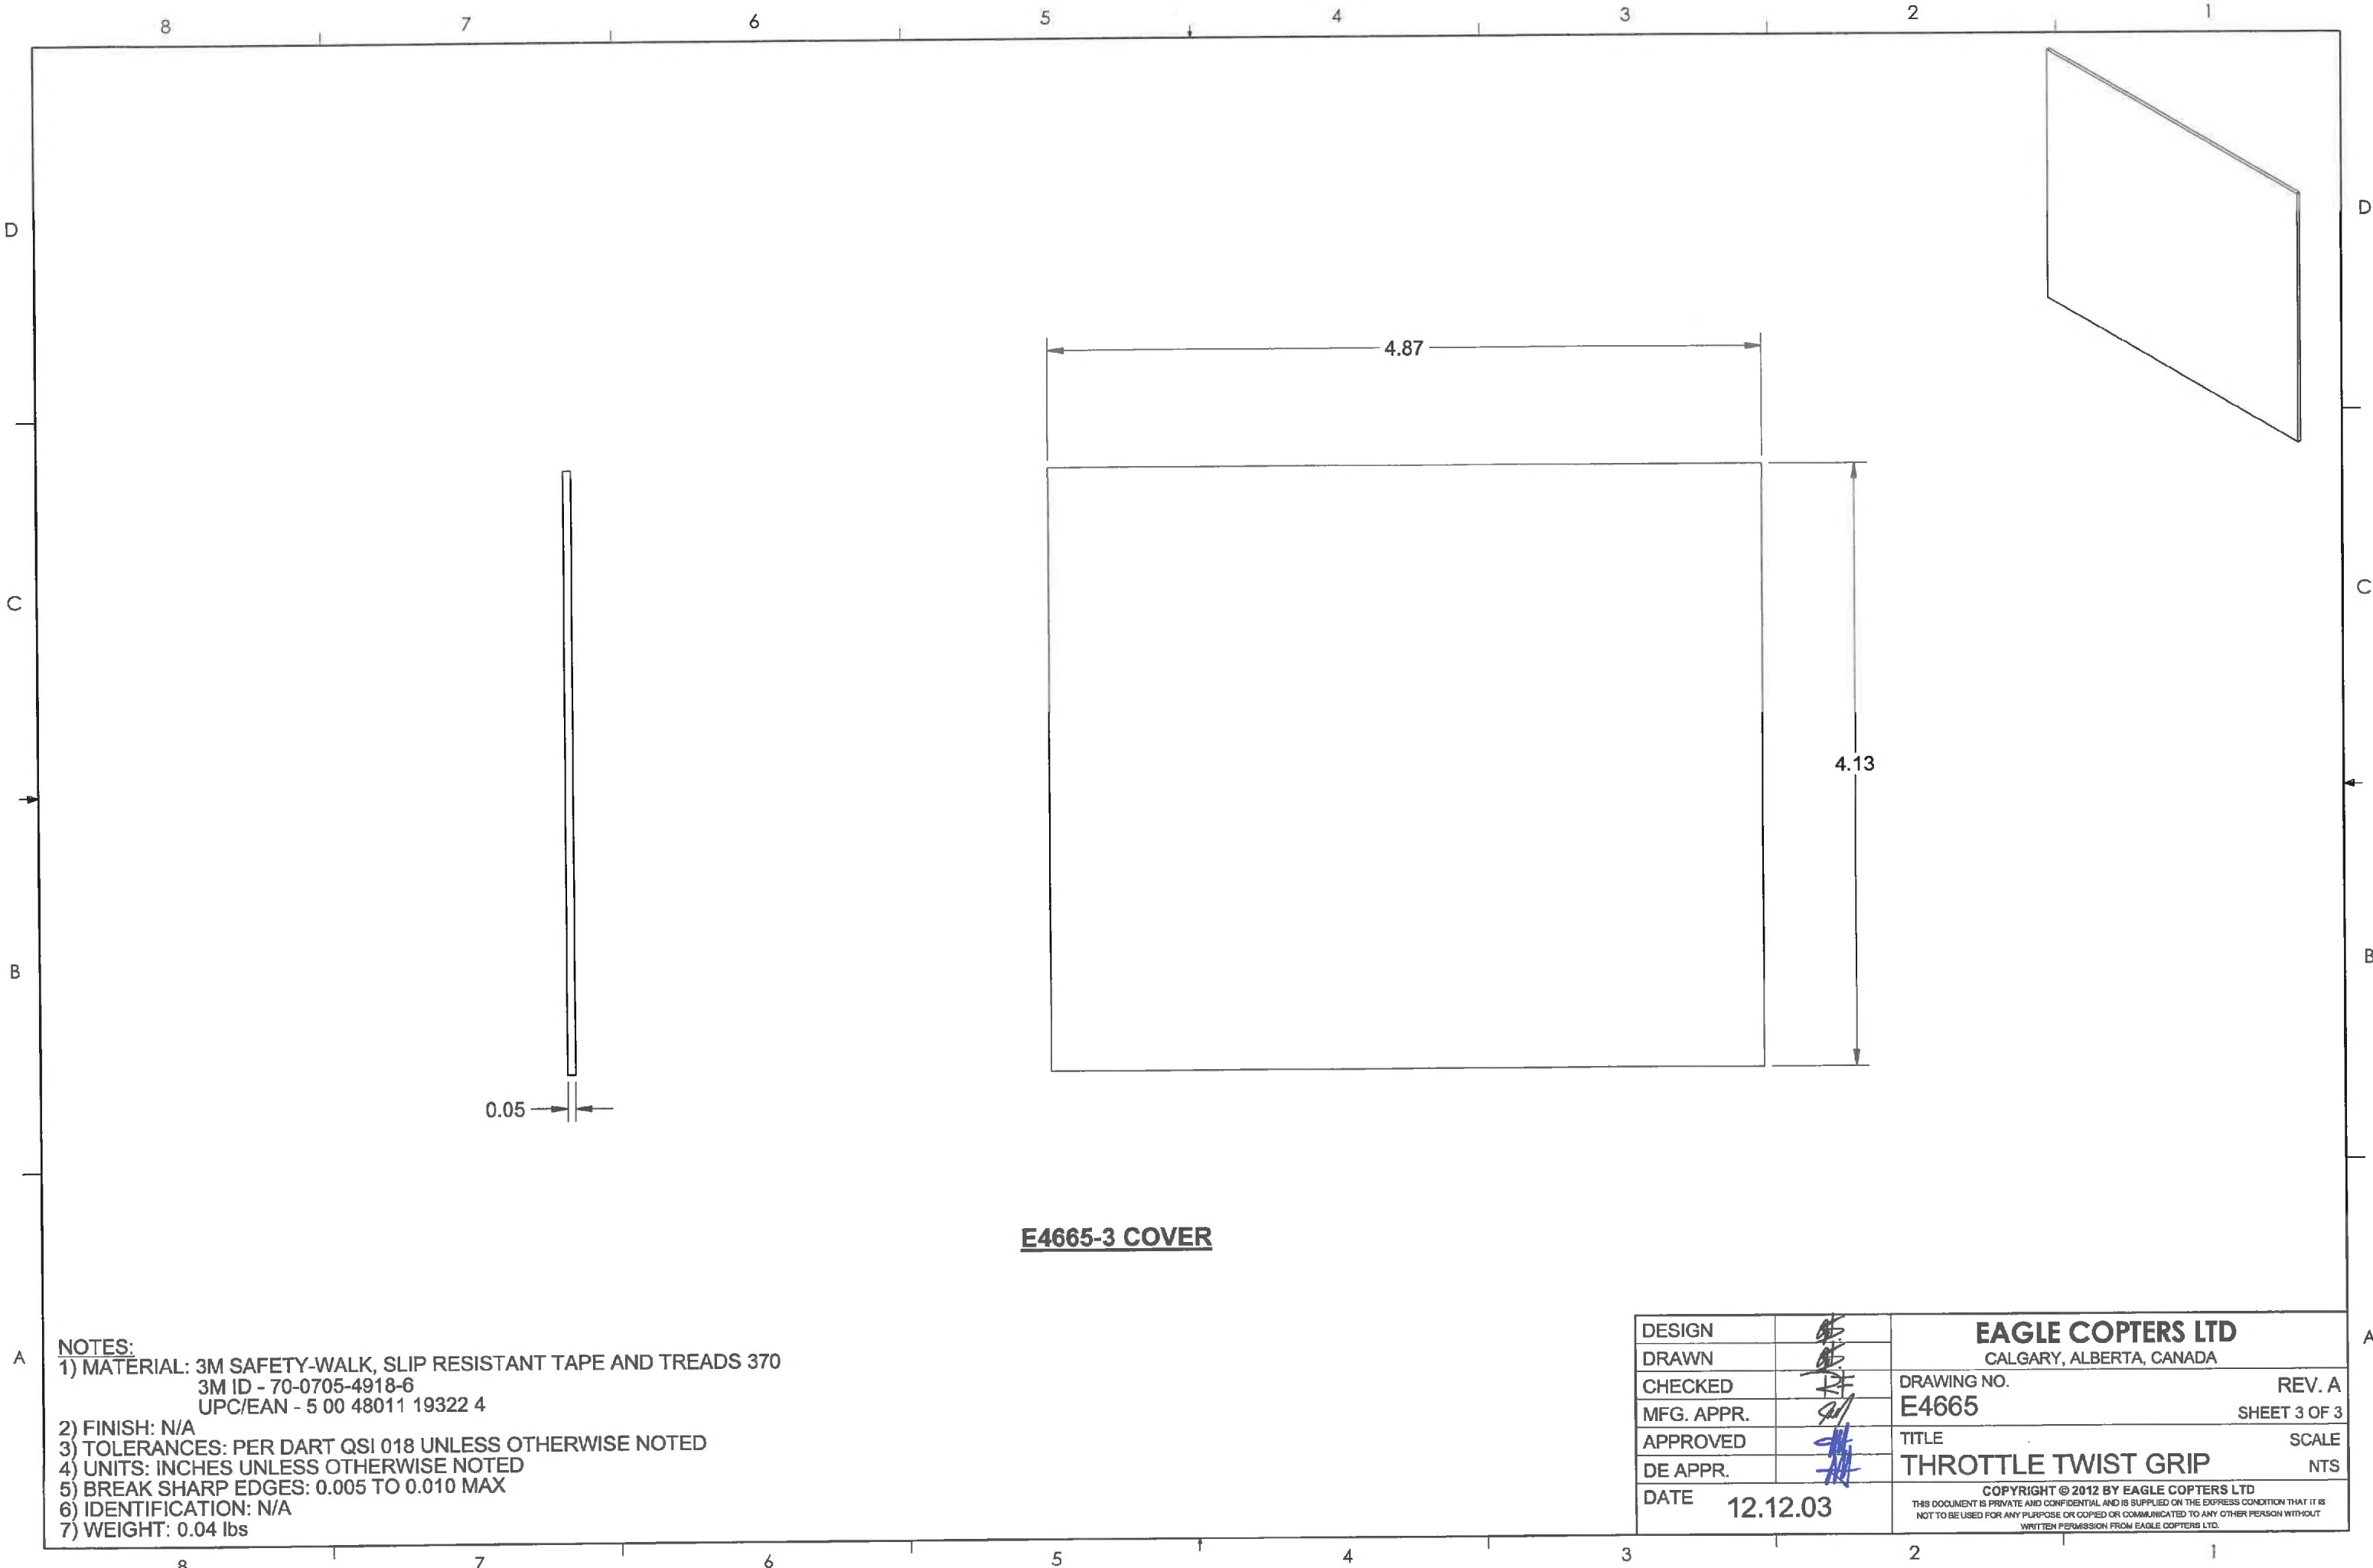 8 7 6 5 4 3 2 1
D
D
4.87
C
C
4.13
B
B
0.05
E4665-3 COVER
A
A
NOTES:
1) MATERIAL: 3M SAFETY-WALK, SLIP RESISTANT TAPE AND TREADS 370
3M ID - 70-0705-4918-6
UPC/EAN - 5 00 48011 19322 4
2) FINISH: N/A
3) TOLERANCES: PER DART QSI 018 UNLESS OTHERWISE NOTED
4) UNITS: INCHES UNLESS OTHERWISE NOTED
5) BREAK SHARP EDGES: 0.005 TO 0.010 MAX
6) IDENTIFICATION: N/A
7) WEIGHT: 0.04 lbs
DESIGN
DRAWN
CHECKED
MFG. APPR.
APPROVED
DE APPR.
DATE 12.12.03
EAGLE COPTERS LTD
CALGARY, ALBERTA, CANADA
DRAWING NO. REV. A
E4665 SHEET 3 OF 3
TITLE SCALE
THROTTLE TWIST GRIP NTS
COPYRIGHT © 2012 BY EAGLE COPTERS LTD
THIS DOCUMENT IS PRIVATE AND CONFIDENTIAL AND IS SUPPLIED ON THE EXPRESS CONDITION THAT IT IS
NOT TO BE USED FOR ANY PURPOSE OR COPIED OR COMMUNICATED TO ANY OTHER PERSON WITHOUT
WRITTEN PERMISSION FROM EAGLE COPTERS LTD.
8 7 6 5 4 3 2 1